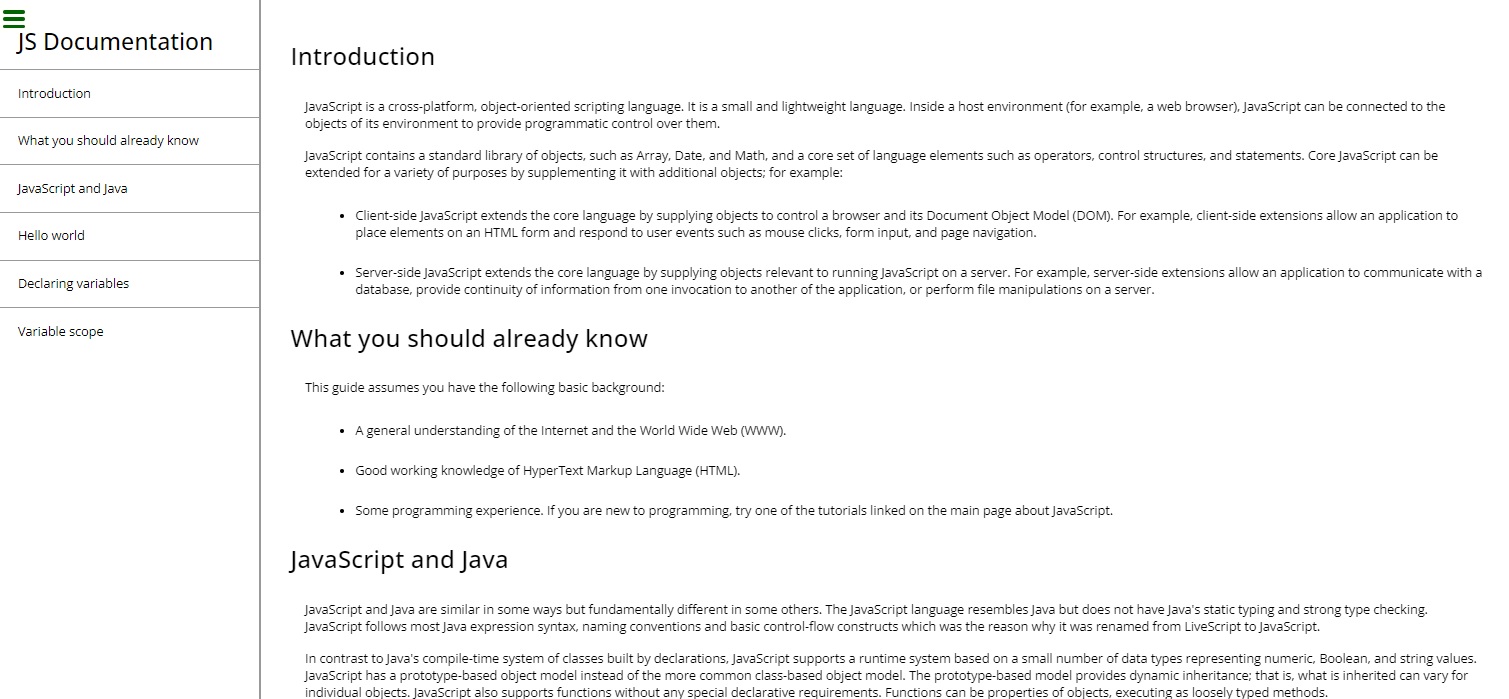 JS Documentation
Introduction
What you should already know
JavaScript and Java
Hello world
Declaring variables
Variable scope
Introduction
JavaScript is a cross-platform, object-oriented scripting language. It is a small and lightweight language. Inside a host environment (for example, a web browser), JavaScript can be connected to the
objects of its environment to provide programmatic control over them.
JavaScript contains a standard library of objects, such as Array, Date, and Math, and a core set of language elements such as operators, control structures, and statements. Core JavaScript can be
extended for a variety of purposes by supplementing it with additional objects; for example:
• Client-side JavaScript extends the core language by supplying objects to control a browser and its Document Object Model (DOM). For example, client-side extensions allow an application to
place elements on an HTML form and respond to user events such as mouse clicks, form input, and page navigation.
• Server-side JavaScript extends the core language by supplying objects relevant to running JavaScript on a server. For example, server-side extensions allow an application to communicate with a
database, provide continuity of information from one invocation to another of the application, or perform file manipulations on a server.
What you should already know
This guide assumes you have the following basic background:
• A general understanding of the Internet and the World Wide Web (WWW).
• Good working knowledge of HyperText Markup Language (HTML).
• Some programming experience. If you are new to programming, try one of the tutorials linked on the main page about JavaScript.
JavaScript and Java
JavaScript and Java are similar in some ways but fundamentally different in some others. The JavaScript language resembles Java but does not have Java's static typing and strong type checking.
JavaScript follows most Java expression syntax, naming conventions and basic control-flow constructs which was the reason why it was renamed from LiveScript to JavaScript.
In contrast to Java's compile-time system of classes built by declarations, JavaScript supports a runtime system based on a small number of data types representing numeric, Boolean, and string values.
JavaScript has a prototype-based object model instead of the more common class-based object model. The prototype-based model provides dynamic inheritance; that is, what is inherited can vary for
individual objects. JavaScript also supports functions without any special declarative requirements. Functions can be properties of objects, executing as loosely typed methods.